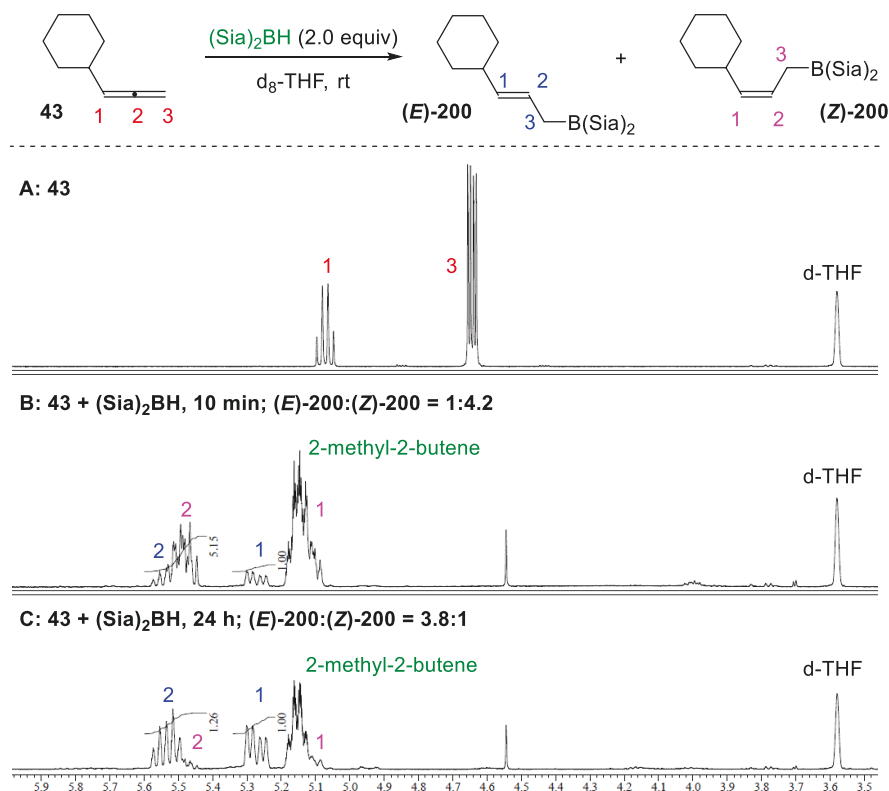 (Sia)₂BH (2.0 equiv)
d₈-THF, rt
43
1 2 3
(E)-200
1 2
3 B(Sia)₂
+
3 B(Sia)₂
1 2
(Z)-200
A: 43
1
3
d-THF
B: 43 + (Sia)₂BH, 10 min; (E)-200:(Z)-200 = 1:4.2
2-methyl-2-butene
2 2 1 1
5.15 1.00
d-THF
C: 43 + (Sia)₂BH, 24 h; (E)-200:(Z)-200 = 3.8:1
2-methyl-2-butene
2 2 1 1
1.26 1.00
d-THF
5.9 5.8 5.7 5.6 5.5 5.4 5.3 5.2 5.1 5.0 4.9 4.8 4.7 4.6 4.5 4.4 4.3 4.2 4.1 4.0 3.9 3.8 3.7 3.6 3.5